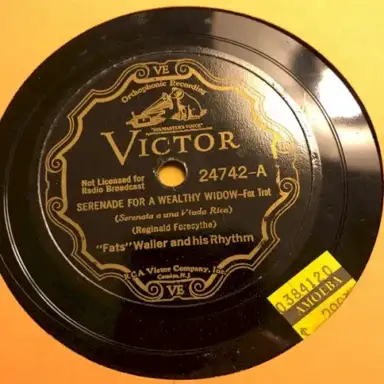 VE
Orthophonic Recording
"HIS MASTER'S VOICE"
VICTOR
Not Licensed for
Radio Broadcast
24742-A
SERENADE FOR A WEALTHY WIDOW—Fox Trot
(Serenata a una Viuda Rica)
(Reginald Foresythe)
"Fats" Waller and his Rhythm
RCA Victor Company, Inc.
Camden, N.J.
VE
0384120
AMOEBA